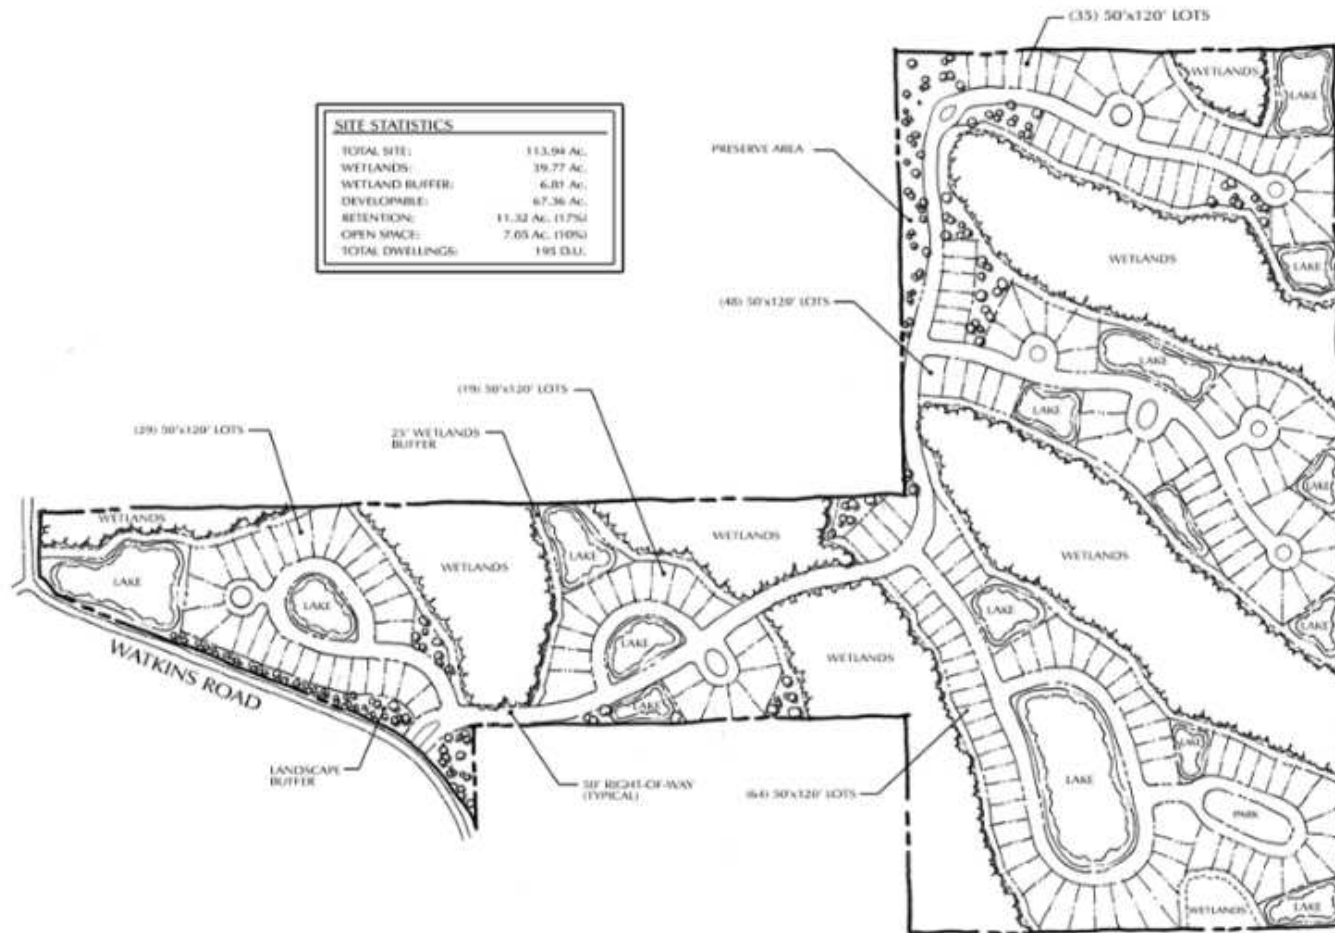 (35) 50'x120' LOTS
SITE STATISTICS
TOTAL SITE: 113.94 Ac.
WETLANDS: 39.77 Ac.
WETLAND BUFFER: 6.81 Ac.
DEVELOPABLE: 67.36 Ac.
RETENTION: 11.32 Ac. (17%)
OPEN SPACE: 7.05 Ac. (10%)
TOTAL DWELLINGS: 195 D.U.
WETLANDS
LAKE
PRESERVE AREA
WETLANDS
LAKE
(48) 50'x120' LOTS
LAKE
(19) 50'x120' LOTS
LAKE
(29) 50'x120' LOTS
25' WETLANDS
BUFFER
LAKE
WETLANDS
WETLANDS
LAKE
WETLANDS
WETLANDS
LAKE
LAKE
LAKE
LAKE
LAKE
WATKINS ROAD
LAKE
WETLANDS
LAKE
LAKE
LANDSCAPE
BUFFER
50' RIGHT-OF-WAY
(TYPICAL)
(64) 50'x120' LOTS
LAKE
PARK
WETLANDS
LAKE